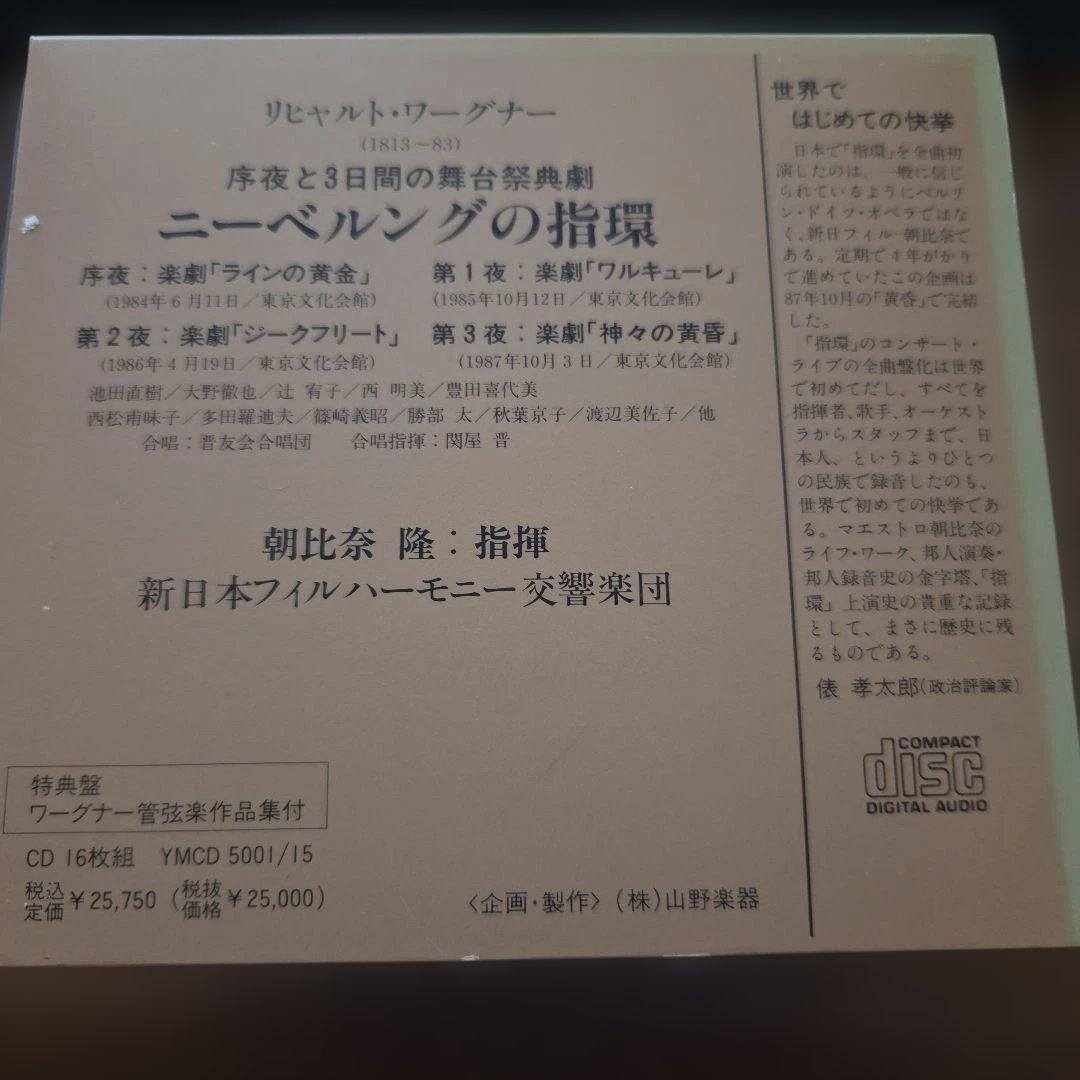 リヒャルト・ワーグナー
(1813～83)
序夜と3日間の舞台祭典劇
ニーベルングの指環
序夜：楽劇「ラインの黄金」
(1984年6月11日／東京文化会館)
第1夜：楽劇「ワルキューレ」
(1985年10月12日／東京文化会館)
第2夜：楽劇「ジークフリート」
(1986年4月19日／東京文化会館)
第3夜：楽劇「神々の黄昏」
(1987年10月3日／東京文化会館)
池田直樹／大野徹也／辻 宥子／西 明美／豊田喜代美
西松甫味子／多田羅迪夫／篠崎義昭／勝部 太／秋葉京子／渡辺美佐子／他
合唱：晋友会合唱団　合唱指揮：関屋 晋
朝比奈 隆：指揮
新日本フィルハーモニー交響楽団
特典盤
ワーグナー管弦楽作品集付
CD 16枚組　YMCD 5001/15
税込定価￥25,750（税抜価格￥25,000）
〈企画・製作〉(株)山野楽器
世界で
はじめての快挙
日本で「指環」を全曲初
演したのは、一般に信じ
られているようにベルリ
ン・ドイツ・オペラではな
く、新日フィル-朝比奈で
ある。定期で4年がかり
で進めていたこの企画は
87年10月の「黄昏」で完結
した。
「指環」のコンサート・
ライブの全曲盤化は世界
で初めてだし、すべてを
指揮者、歌手、オーケスト
ラからスタッフまで、日
本人、というよりひとつ
の民族で録音したのも、
世界で初めての快挙であ
る。マエストロ朝比奈の
ライフ・ワーク、邦人演奏・
邦人録音史の金字塔、「指
環」上演史の貴重な記録
として、まさに歴史に残
るものである。
俵 孝太郎(政治評論家)
COMPACT
disc
DIGITAL AUDIO